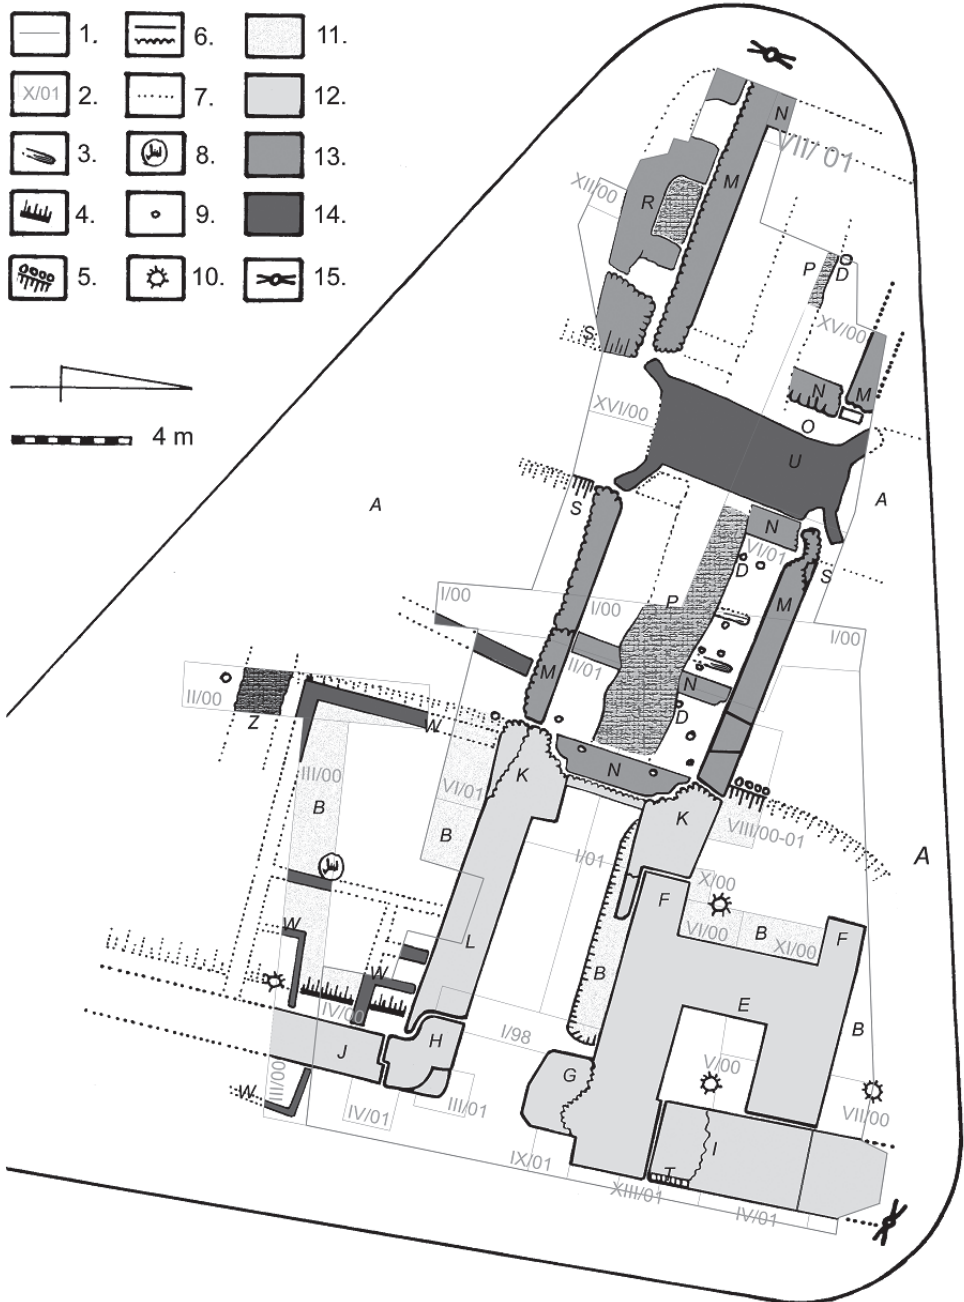 1.
6.
11.
X/01
2.
7.
12.
3.
8.
13.
4.
9.
14.
5.
10.
15.
4 m
N
VII/ 01
M
XII/00
R
P
D
XV/00
S
N
M
XVI/00
O
U
A
A
S
N
VI/01
D
S
I/00
I/00
P
M
I/00
II/01
M
N
II/00
D
Z
W
N
III/00
K
VI/01
K
B
VIII/00-01
B
I/01
A
X/00
F
VI/00
B
XI/00
F
W
L
W
B
E
IV/00
B
I/98
H
J
V/00
G
III/00
W
III/01
VII/00
IV/01
I
IX/01
T
XIII/01
IV/01